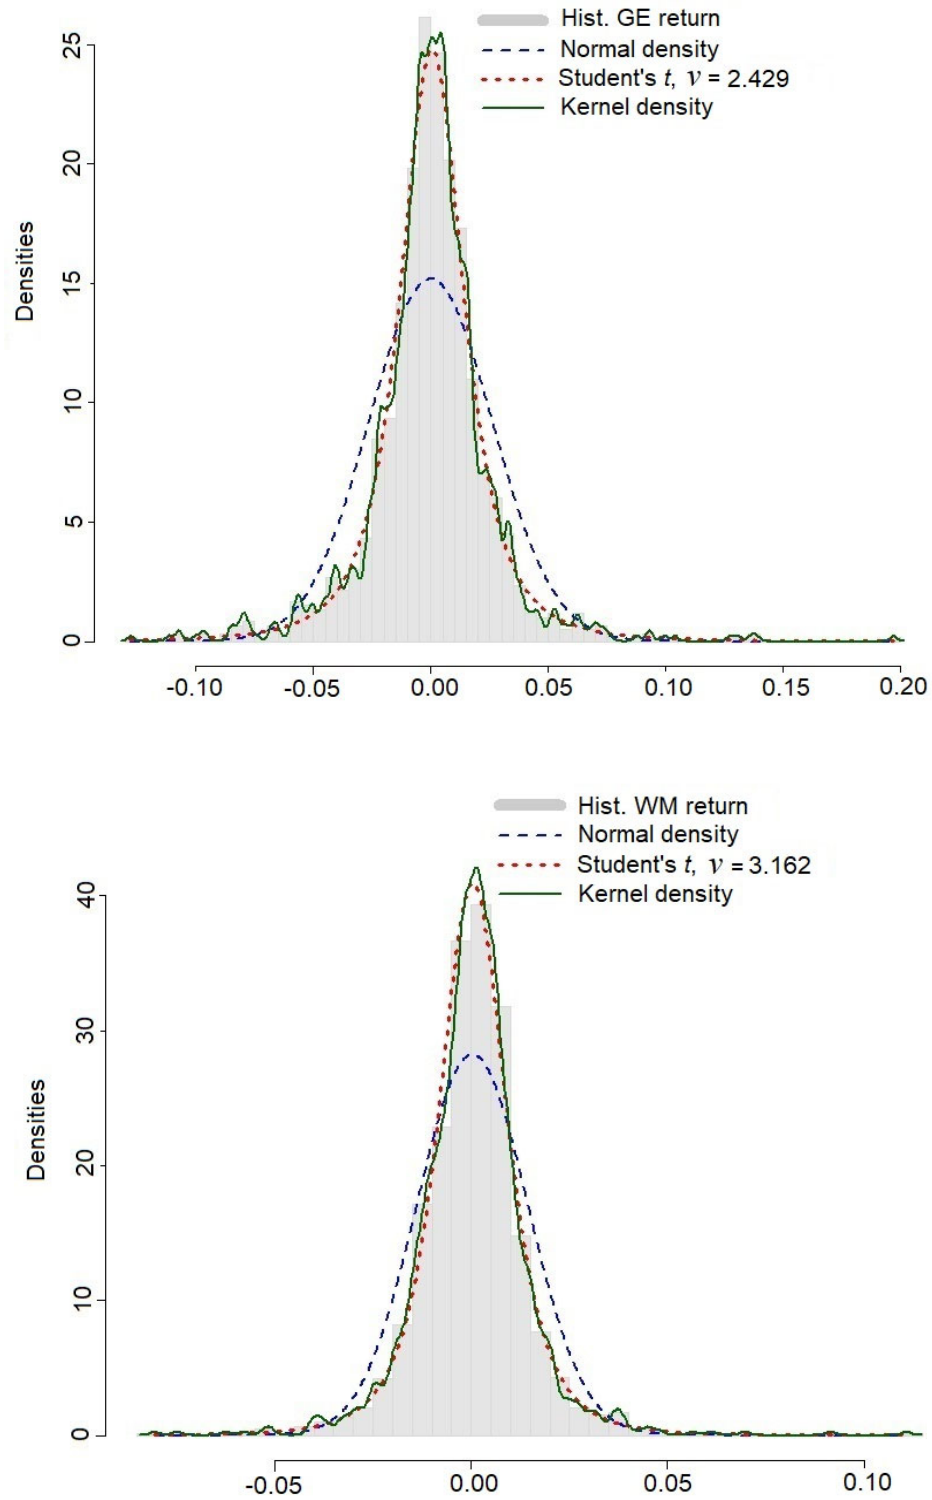 Hist. GE return
Normal density
Student's t, ν = 2.429
Kernel density
Densities
25
20
15
10
5
0
-0.10 -0.05 0.00 0.05 0.10 0.15 0.20
Hist. WM return
Normal density
Student's t, ν = 3.162
Kernel density
Densities
40
30
20
10
0
-0.05 0.00 0.05 0.10